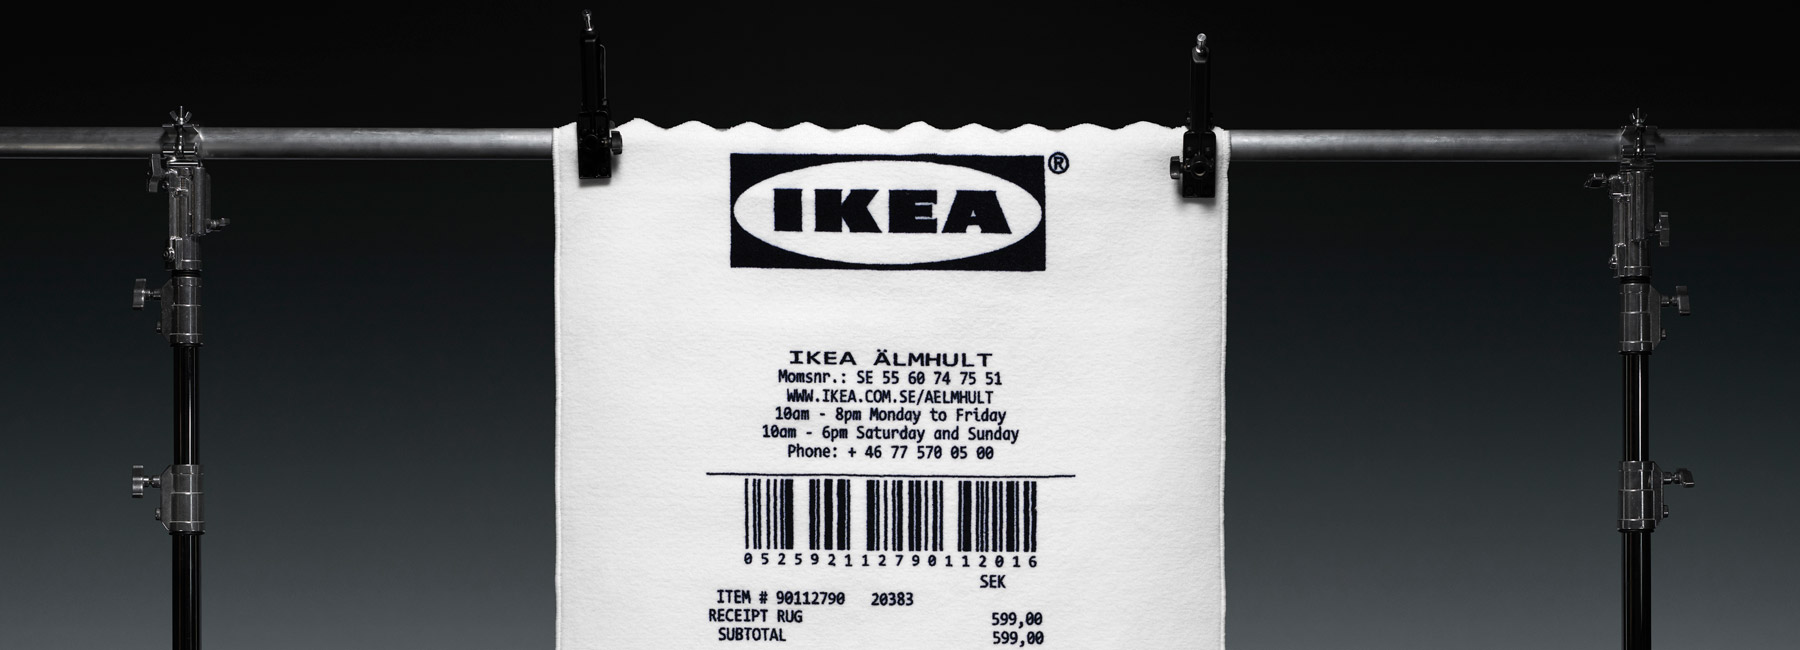 IKEA ®
IKEA ÄLMHULT
Momsnr.: SE 55 60 74 75 51
WWW.IKEA.COM.SE/AELMHULT
10am - 8pm Monday to Friday
10am - 6pm Saturday and Sunday
Phone: + 46 77 570 05 00
052592112790112016
SEK
ITEM # 90112790 20383
RECEIPT RUG 599,00
SUBTOTAL 599,00